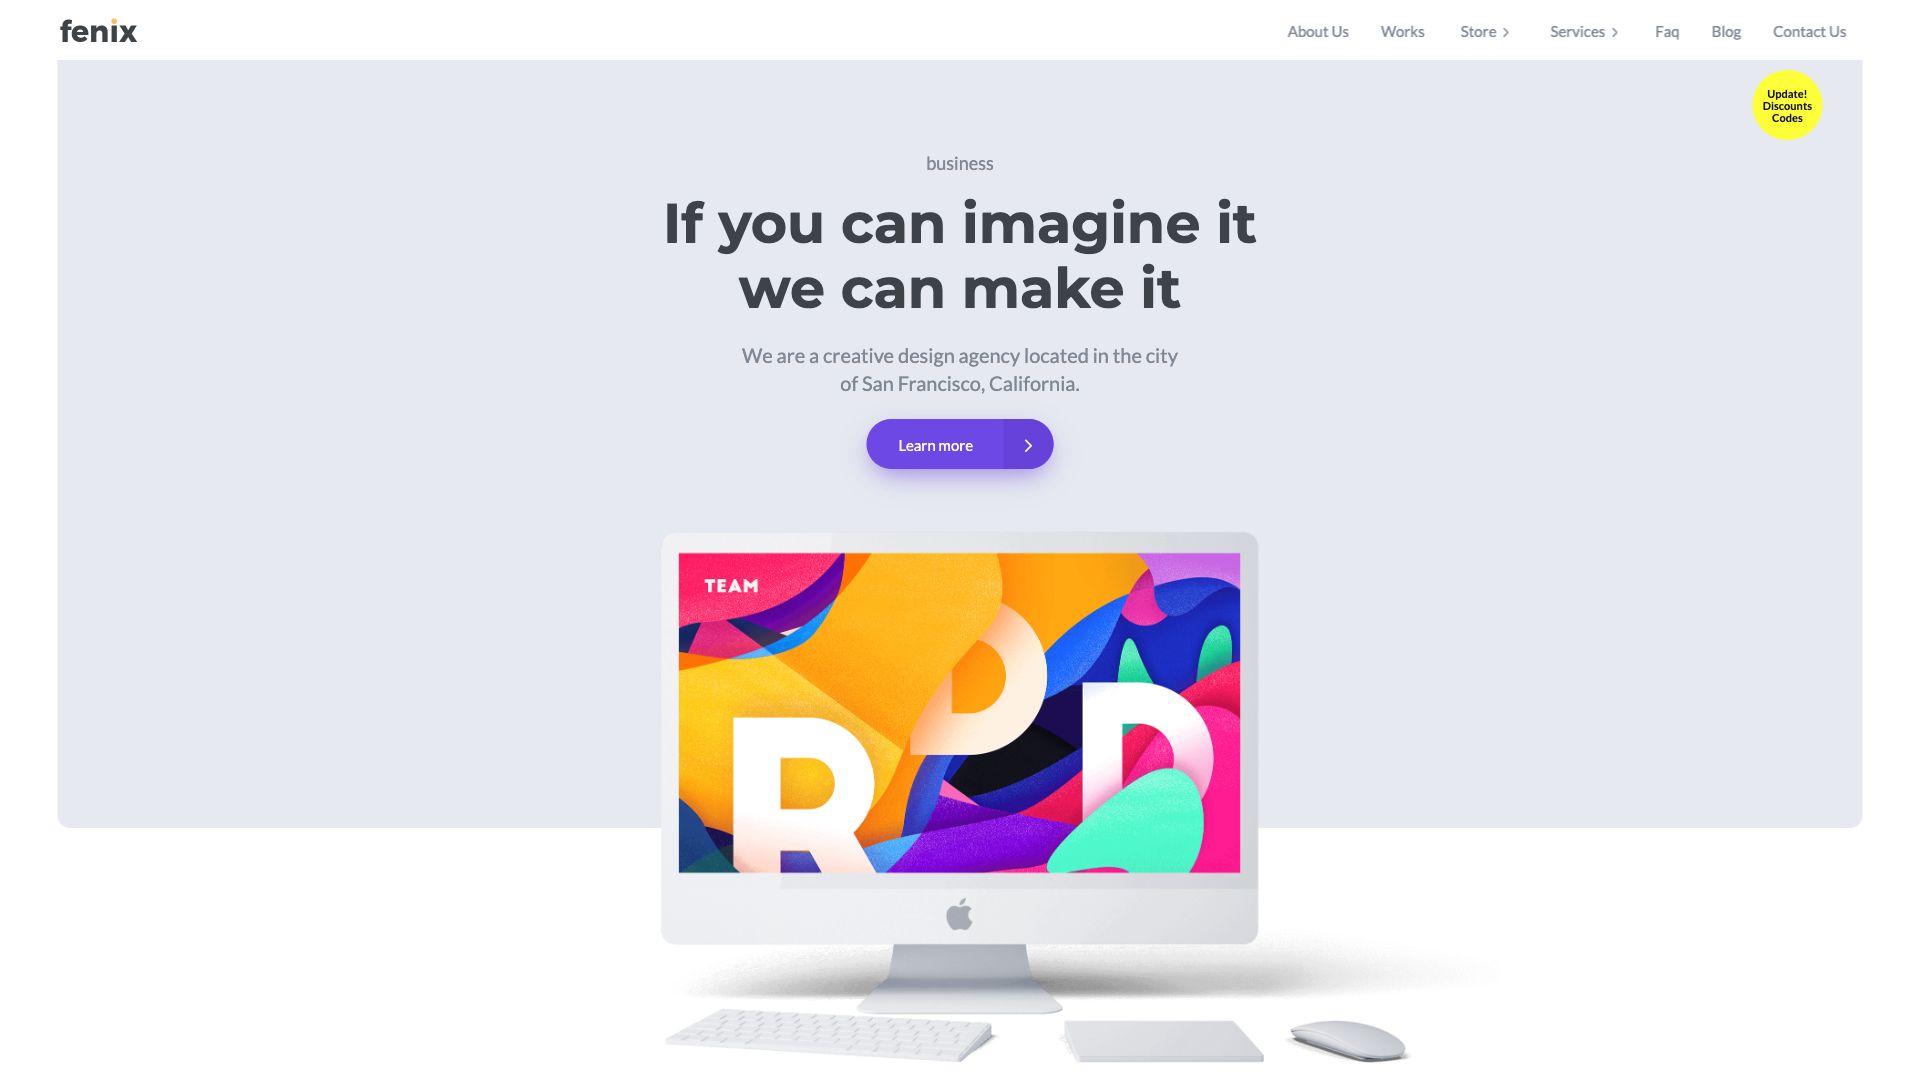 fenix
About Us
Works
Store
Services
Faq
Blog
Contact Us
Update!
Discounts
Codes
business
If you can imagine it
we can make it
We are a creative design agency located in the city
of San Francisco, California.
Learn more
TEAM
R D D